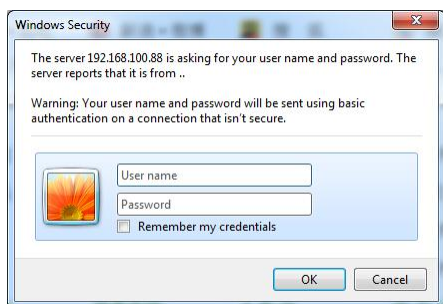 Windows Security
The server 192.168.100.88 is asking for your user name and password. The
server reports that it is from ..
Warning: Your user name and password will be sent using basic
authentication on a connection that isn't secure.
User name
Password
Remember my credentials
OK
Cancel